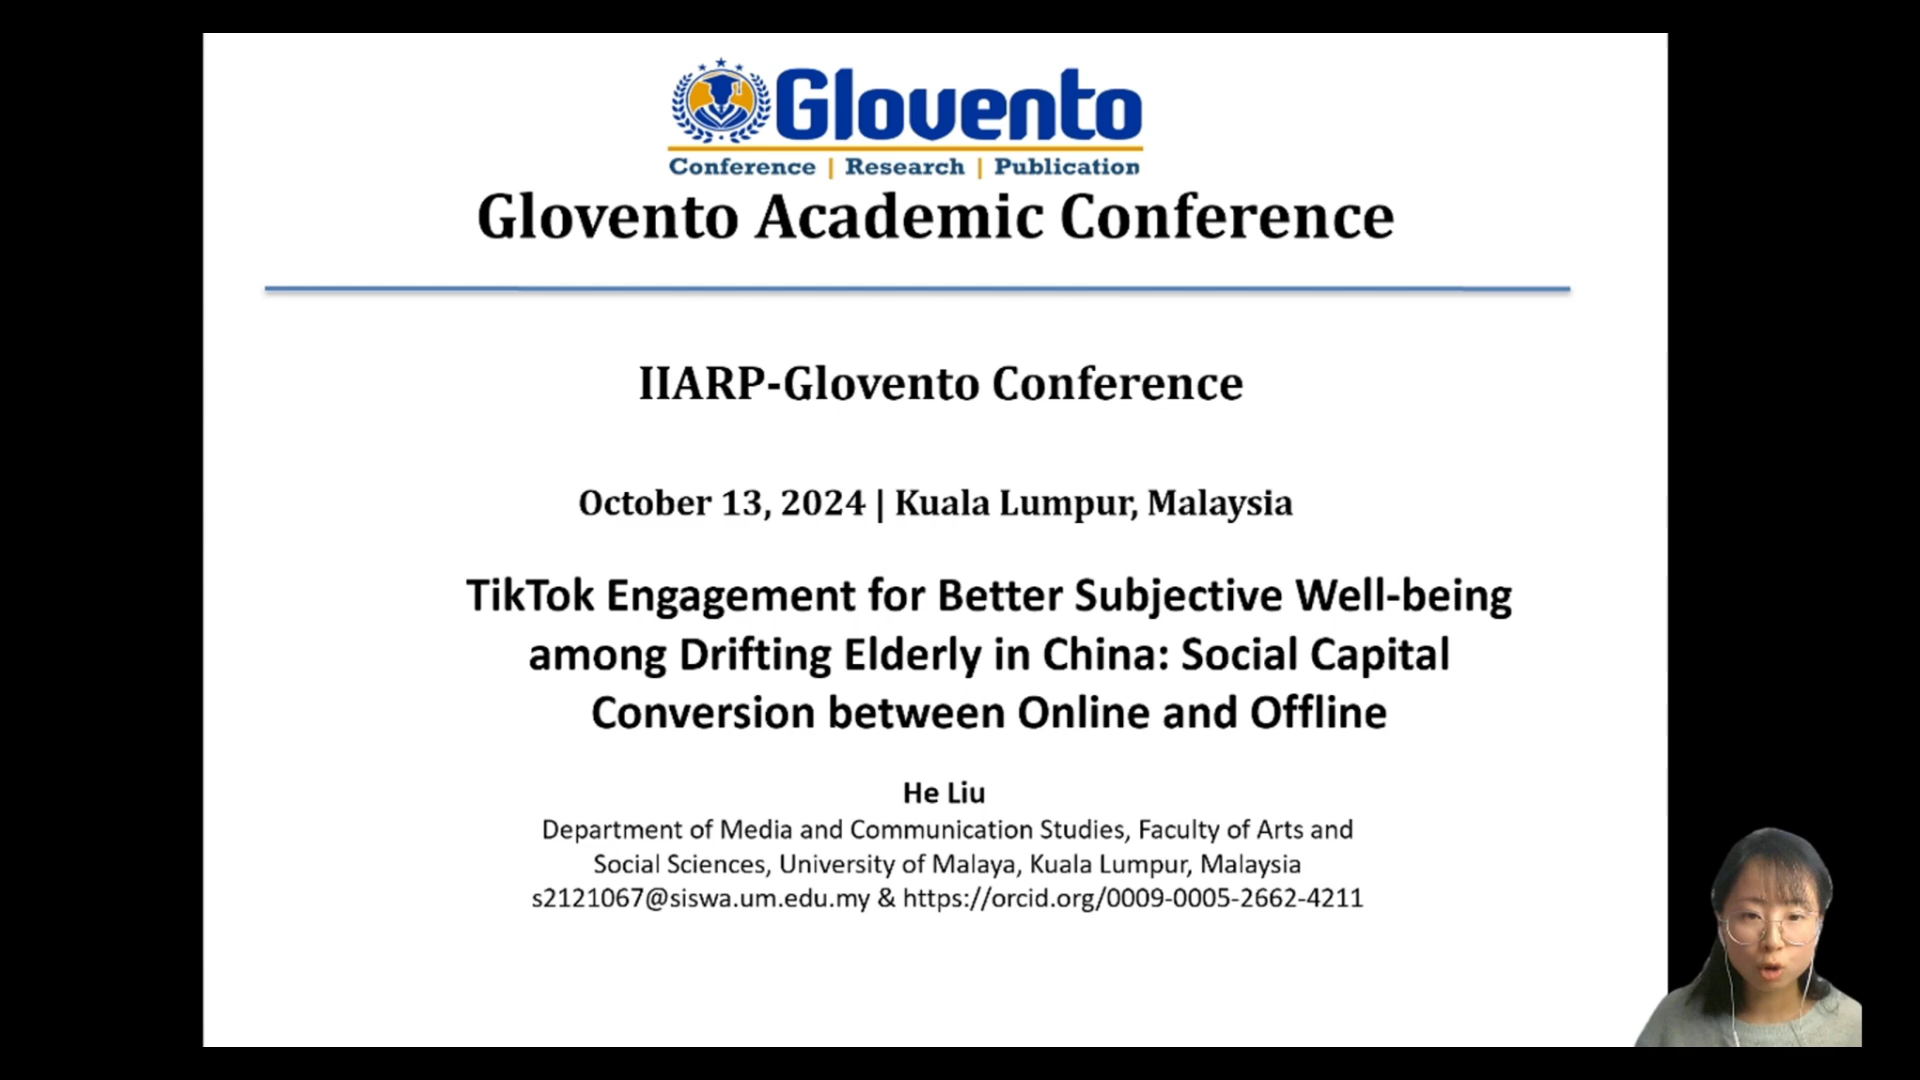 Glovento
Conference | Research | Publication
Glovento Academic Conference
IIARP-Glovento Conference
October 13, 2024 | Kuala Lumpur, Malaysia
TikTok Engagement for Better Subjective Well-being
among Drifting Elderly in China: Social Capital
Conversion between Online and Offline
He Liu
Department of Media and Communication Studies, Faculty of Arts and
Social Sciences, University of Malaya, Kuala Lumpur, Malaysia
s2121067@siswa.um.edu.my & https://orcid.org/0009-0005-2662-4211